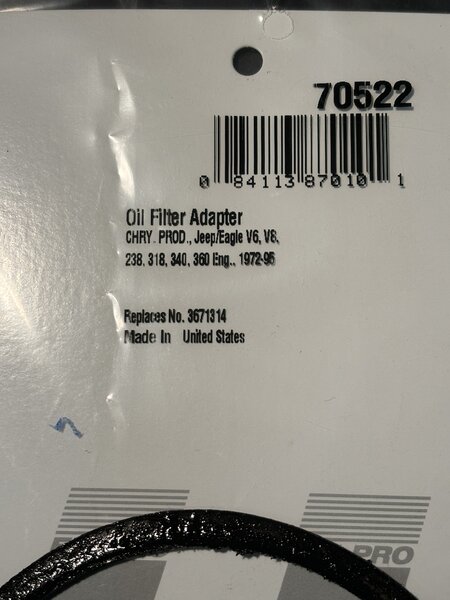 70522
0 84113 87010 1
Oil Filter Adapter
CHRY. PROD., Jeep/Eagle V6, V8,
238, 318, 340, 360 Eng., 1972-95
Replaces No. 3671314
Made In United States
PRO